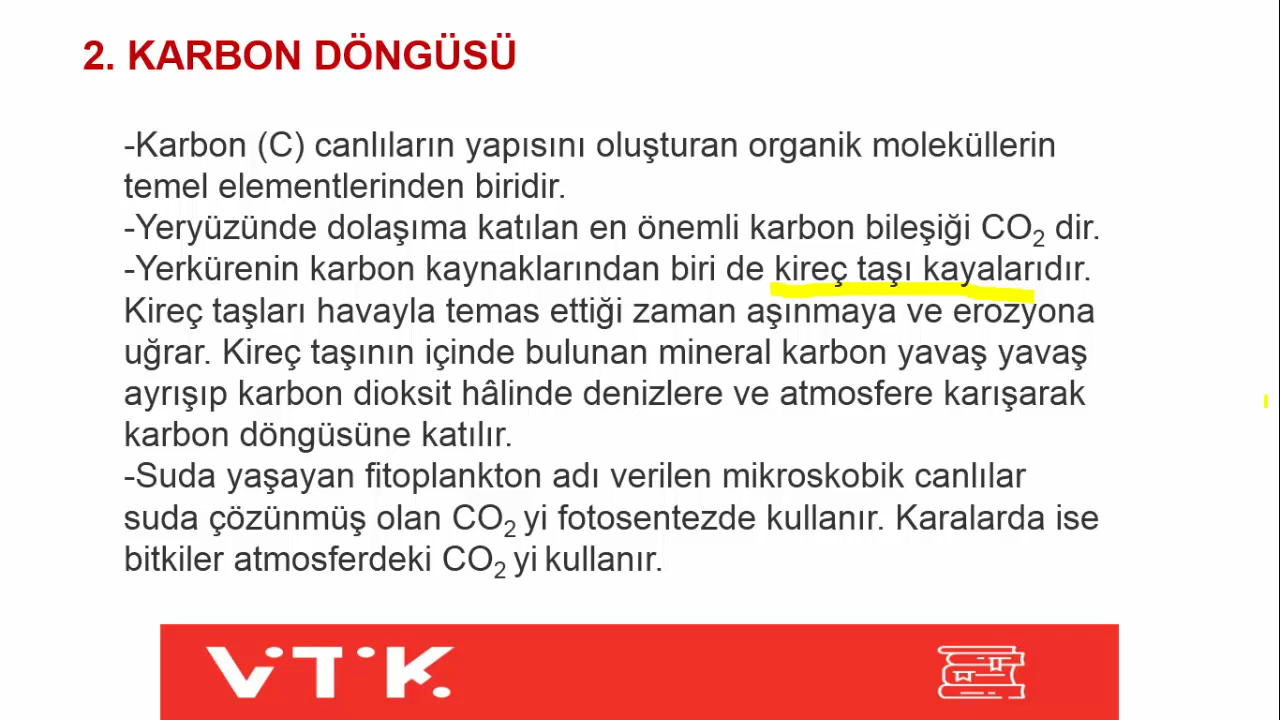 2. KARBON DÖNGÜSÜ
-Karbon (C) canlıların yapısını oluşturan organik moleküllerin
temel elementlerinden biridir.
-Yeryüzünde dolaşıma katılan en önemli karbon bileşiği CO₂ dir.
-Yerkürenin karbon kaynaklarından biri de kireç taşı kayalarıdır.
Kireç taşları havayla temas ettiği zaman aşınmaya ve erozyona
uğrar. Kireç taşının içinde bulunan mineral karbon yavaş yavaş
ayrışıp karbon dioksit hâlinde denizlere ve atmosfere karışarak
karbon döngüsüne katılır.
-Suda yaşayan fitoplankton adı verilen mikroskobik canlılar
suda çözünmüş olan CO₂ yi fotosentezde kullanır. Karalarda ise
bitkiler atmosferdeki CO₂ yi kullanır.
ViTiK.